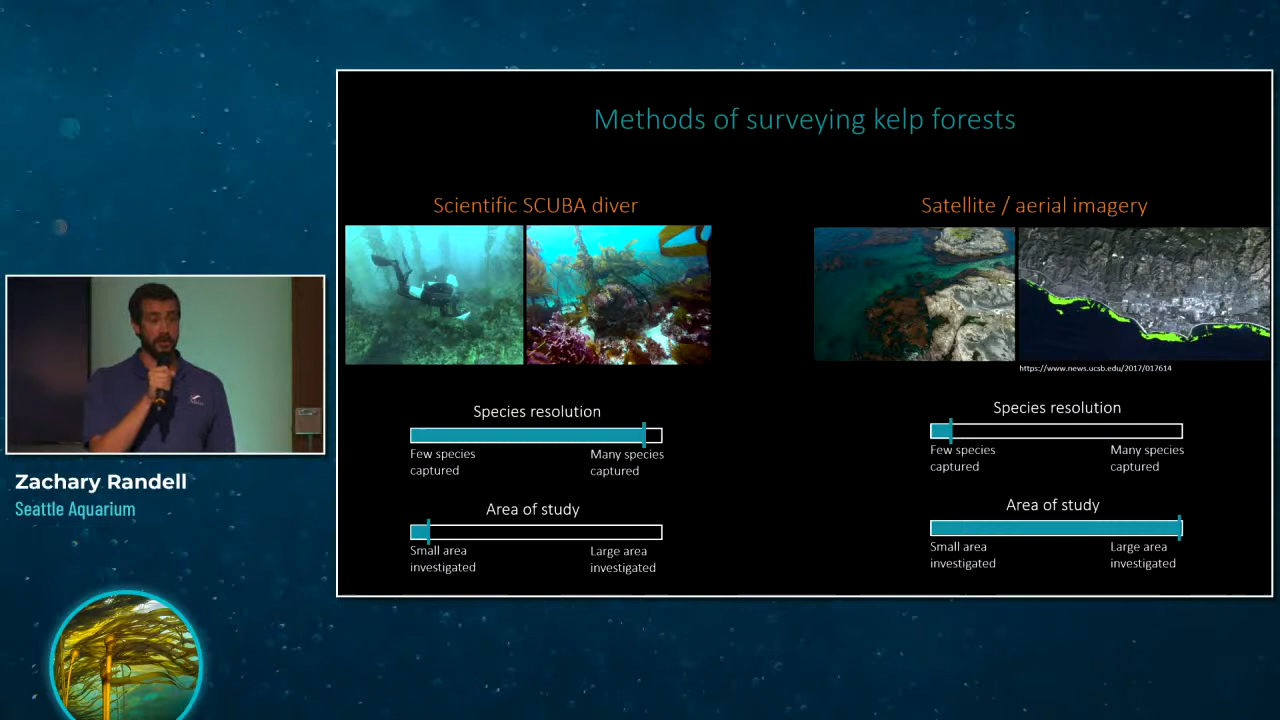 Methods of surveying kelp forests
Scientific SCUBA diver
Satellite / aerial imagery
https://www.news.ucsb.edu/2017/017614
Species resolution
Few species
captured
Many species
captured
Area of study
Small area
investigated
Large area
investigated
Species resolution
Few species
captured
Many species
captured
Area of study
Small area
investigated
Large area
investigated
Zachary Randell
Seattle Aquarium